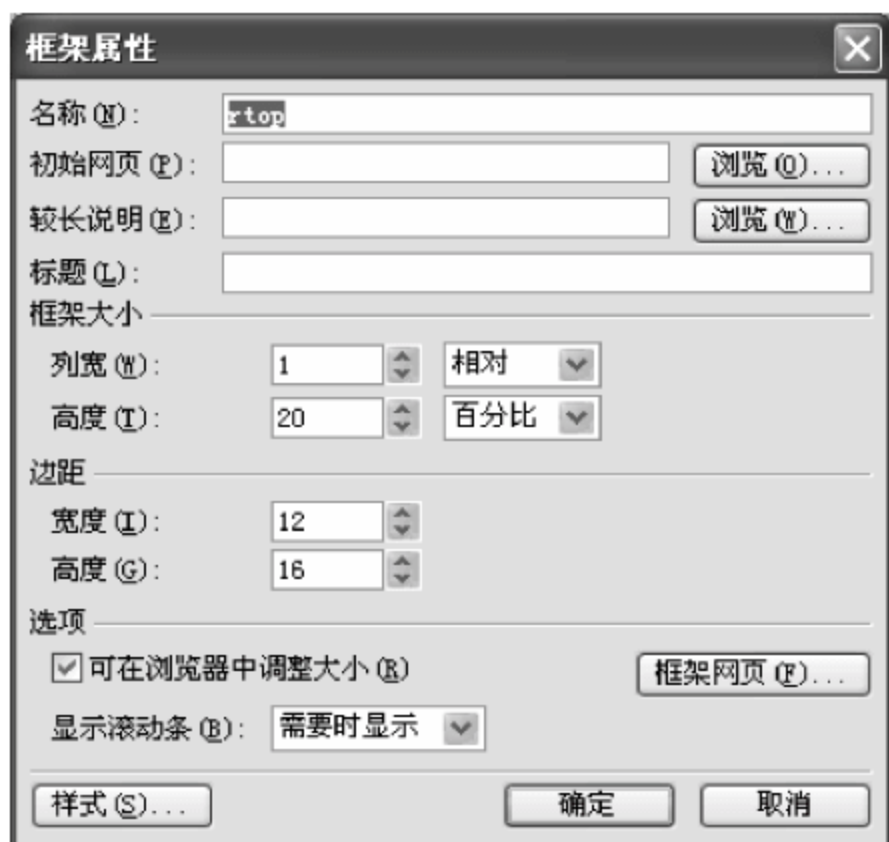 框架属性
名称(N): rtop
初始网页(P): 浏览(O)...
较长说明(E): 浏览(W)...
标题(L):
框架大小
列宽(W): 1 相对
高度(T): 20 百分比
边距
宽度(I): 12
高度(G): 16
选项
可在浏览器中调整大小(R) 框架网页(F)...
显示滚动条(B): 需要时显示
样式(S)... 确定 取消